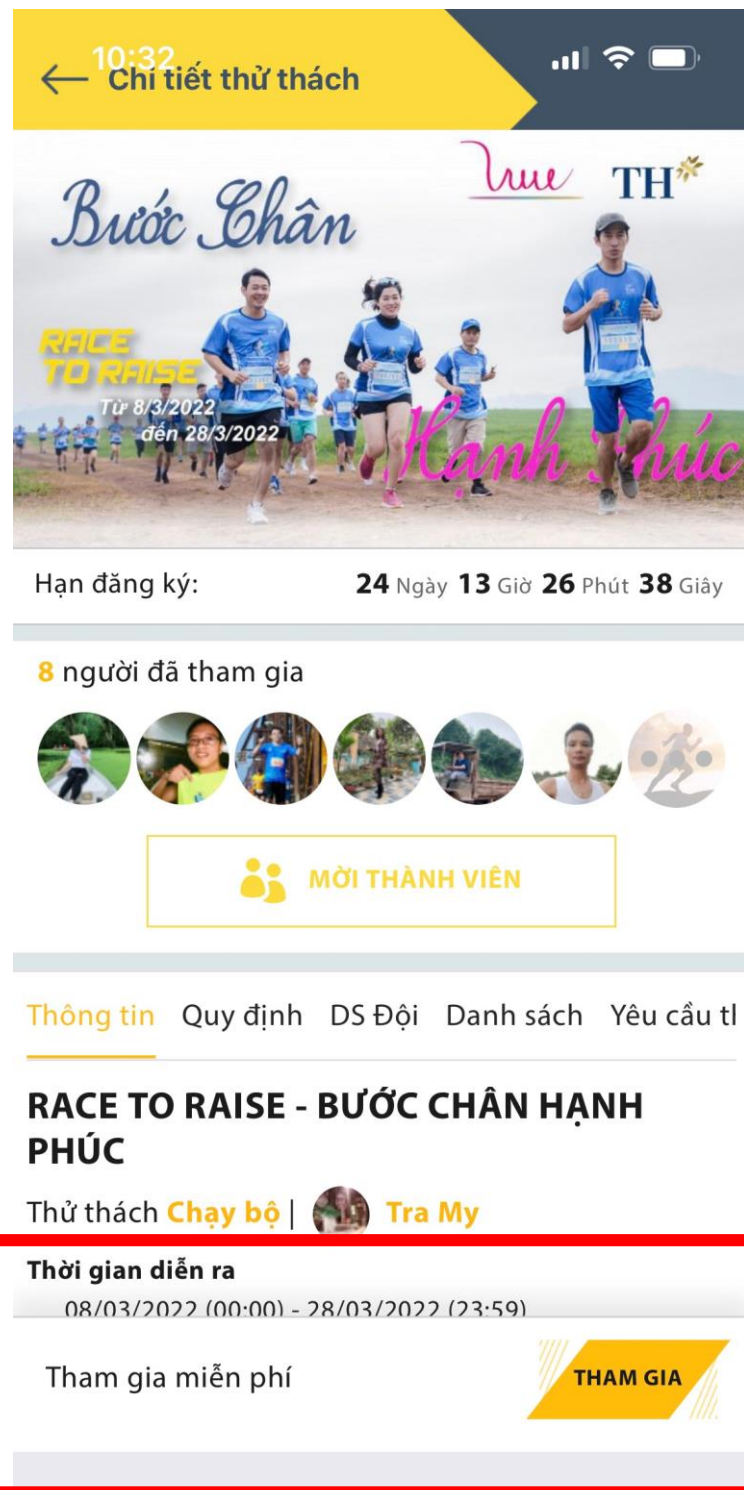 10:32
Chi tiết thử thách
Bước Chân
True TH
RACE
TO RAISE
Từ 8/3/2022
đến 28/3/2022
Hạnh Phúc
Hạn đăng ký: 24 Ngày 13 Giờ 26 Phút 38 Giây
8 người đã tham gia
MỜI THÀNH VIÊN
Thông tin Quy định DS Đội Danh sách Yêu cầu tl
RACE TO RAISE - BƯỚC CHÂN HẠNH
PHÚC
Thử thách Chạy bộ | Tra My
Thời gian diễn ra
08/03/2022 (00:00) - 28/03/2022 (23:59)
Tham gia miễn phí THAM GIA